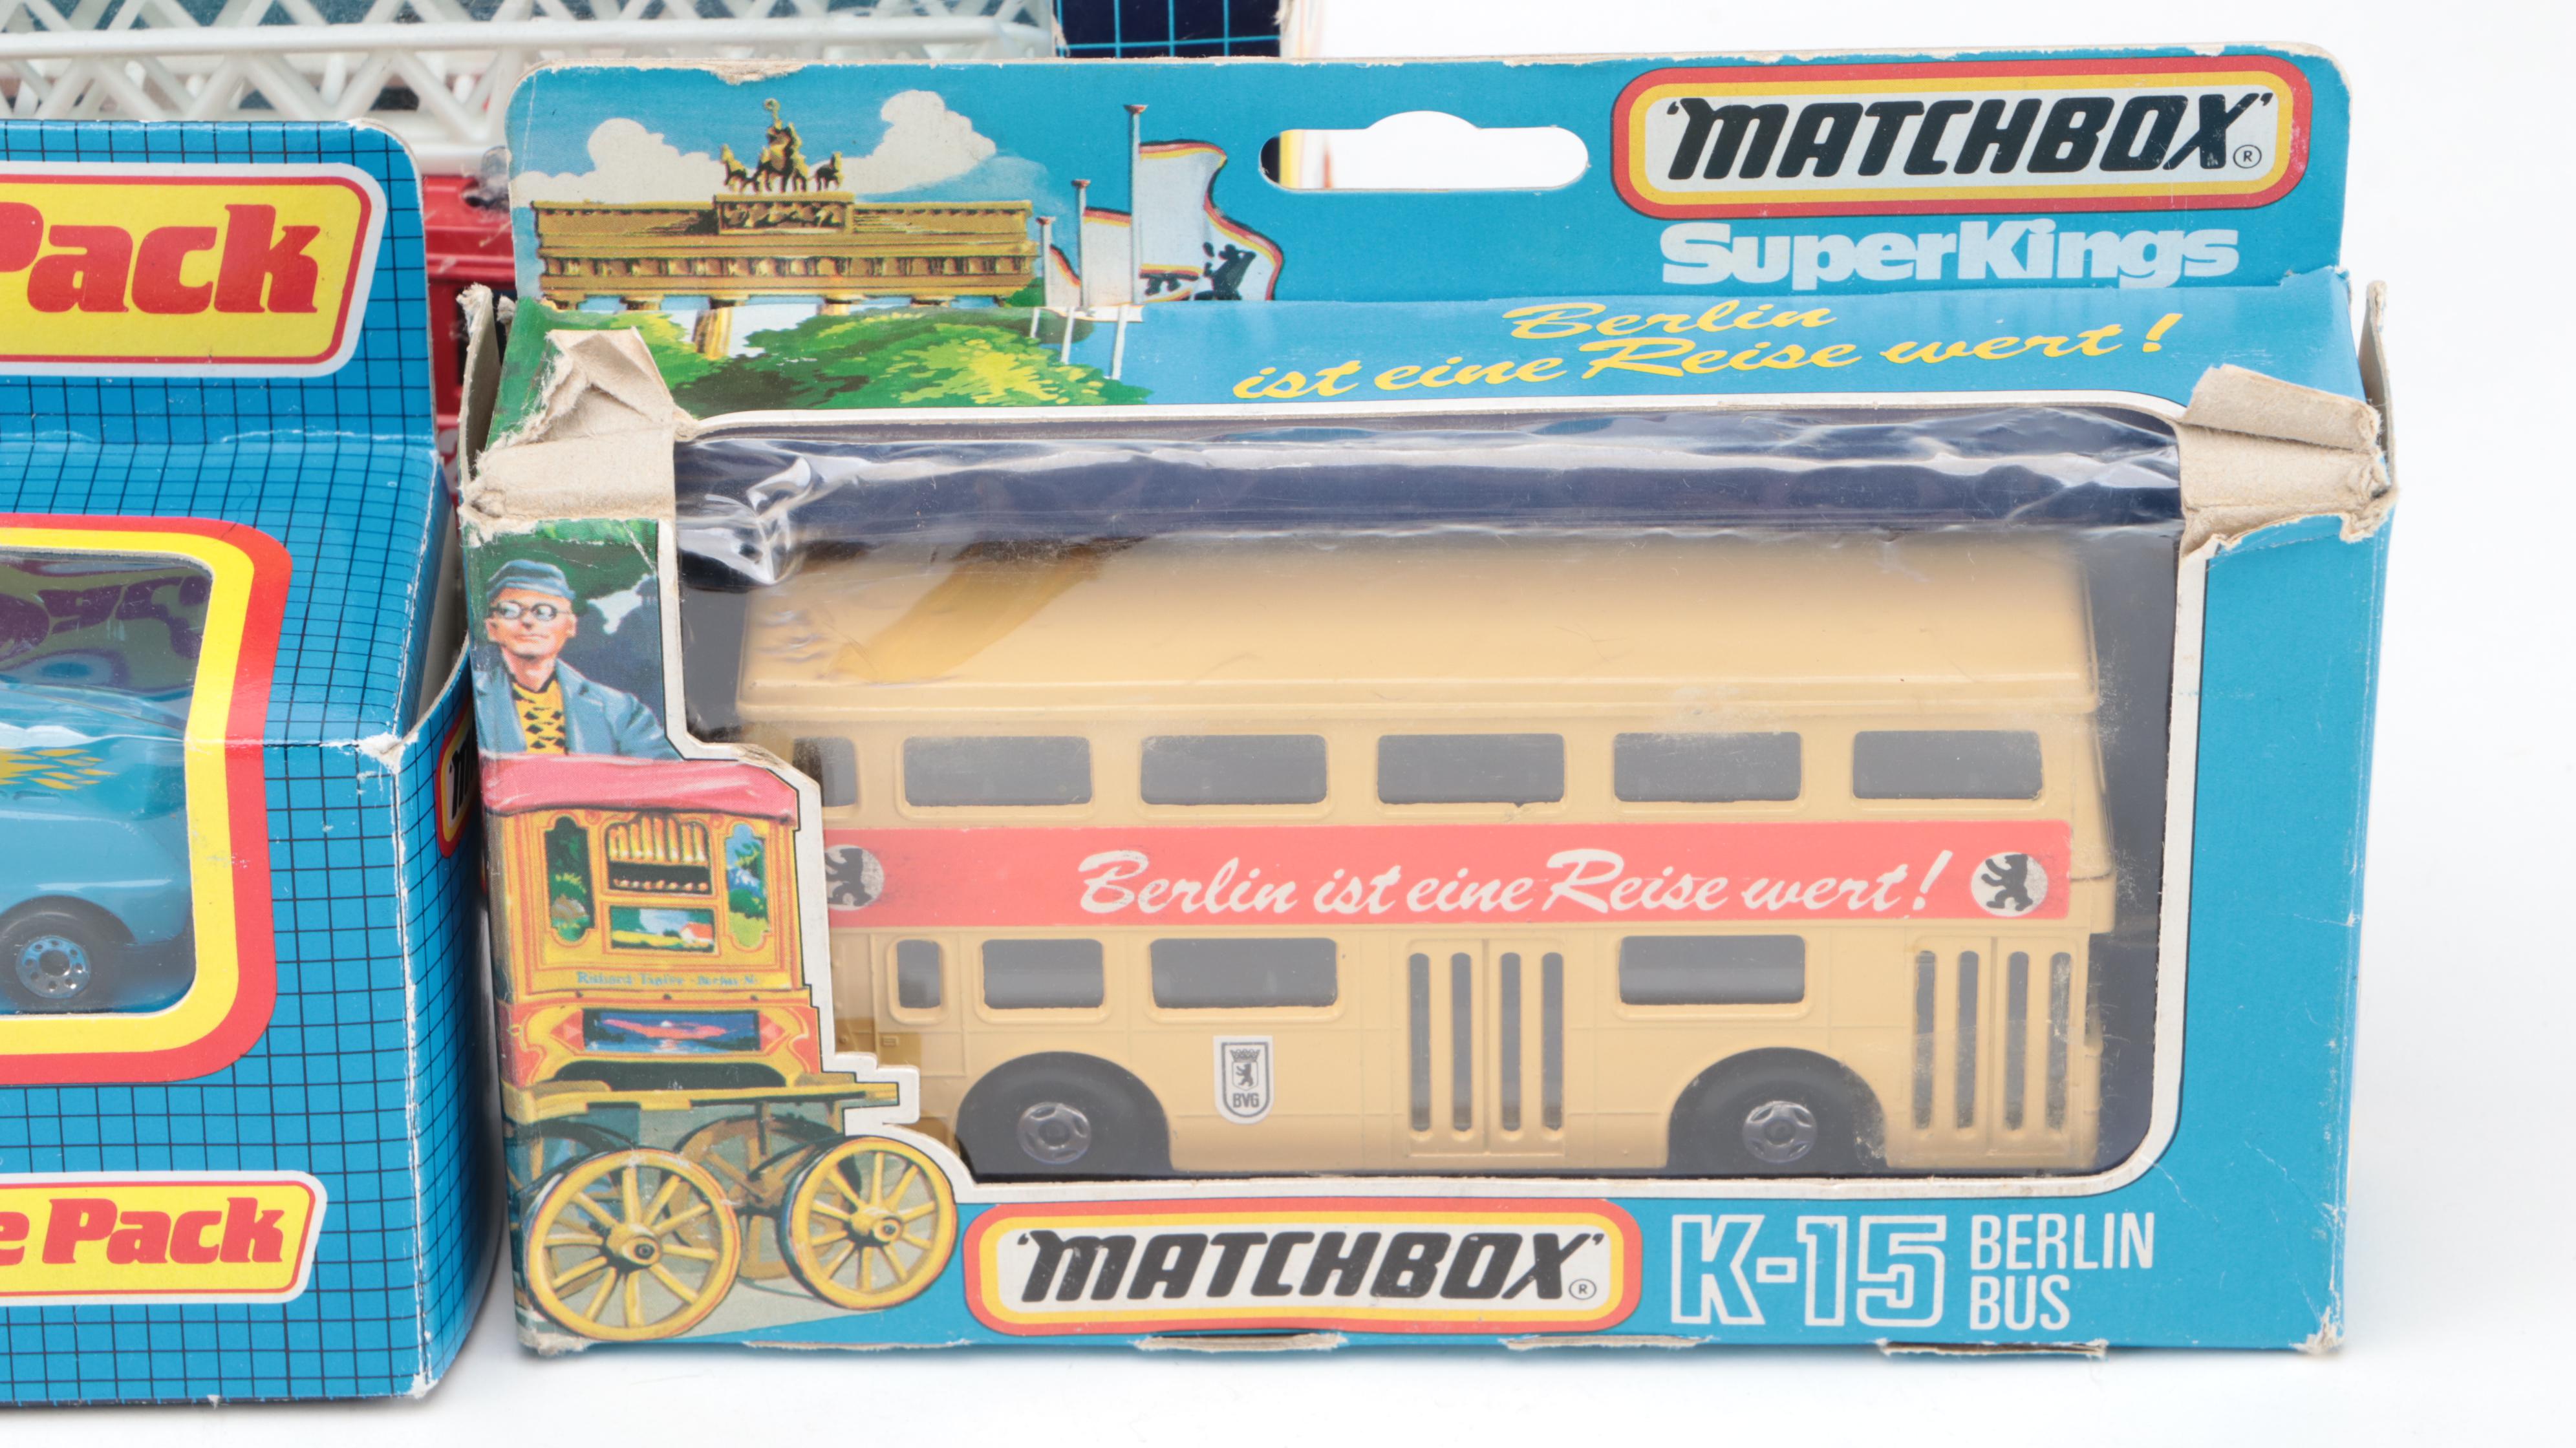 'MATCHBOX'®
SuperKings
Berlin
ist eine Reise wert!
Pack
Berlin ist eine Reise wert!
BVG
e Pack
'MATCHBOX'®
K-15 BERLIN
BUS